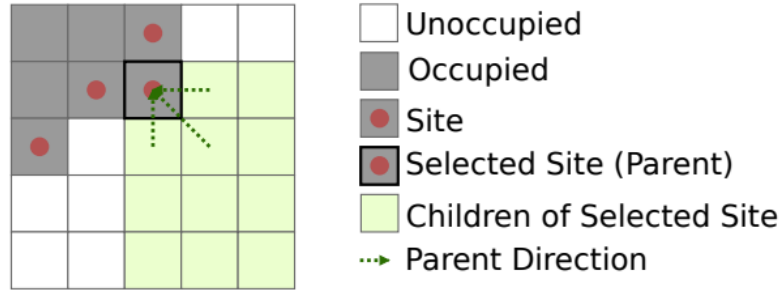 Unoccupied
Occupied
Site
Selected Site (Parent)
Children of Selected Site
Parent Direction